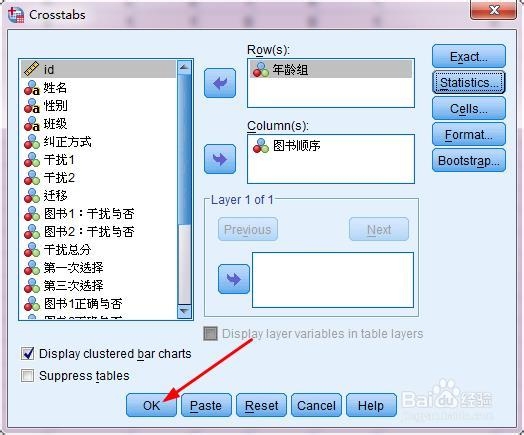 Crosstabs
id
姓名
性别
班级
纠正方式
干扰1
干扰2
迁移
图书1：干扰与否
图书2：干扰与否
干扰总分
第一次选择
第三次选择
图书1正确与否
Row(s):
年龄组
Column(s):
图书顺序
Layer 1 of 1
Previous
Next
Display layer variables in table layers
Exact...
Statistics...
Cells...
Format...
Bootstrap...
Display clustered bar charts
Suppress tables
OK
Paste
Reset
Cancel
Help
Baidu经验
jingyan.baidu.com